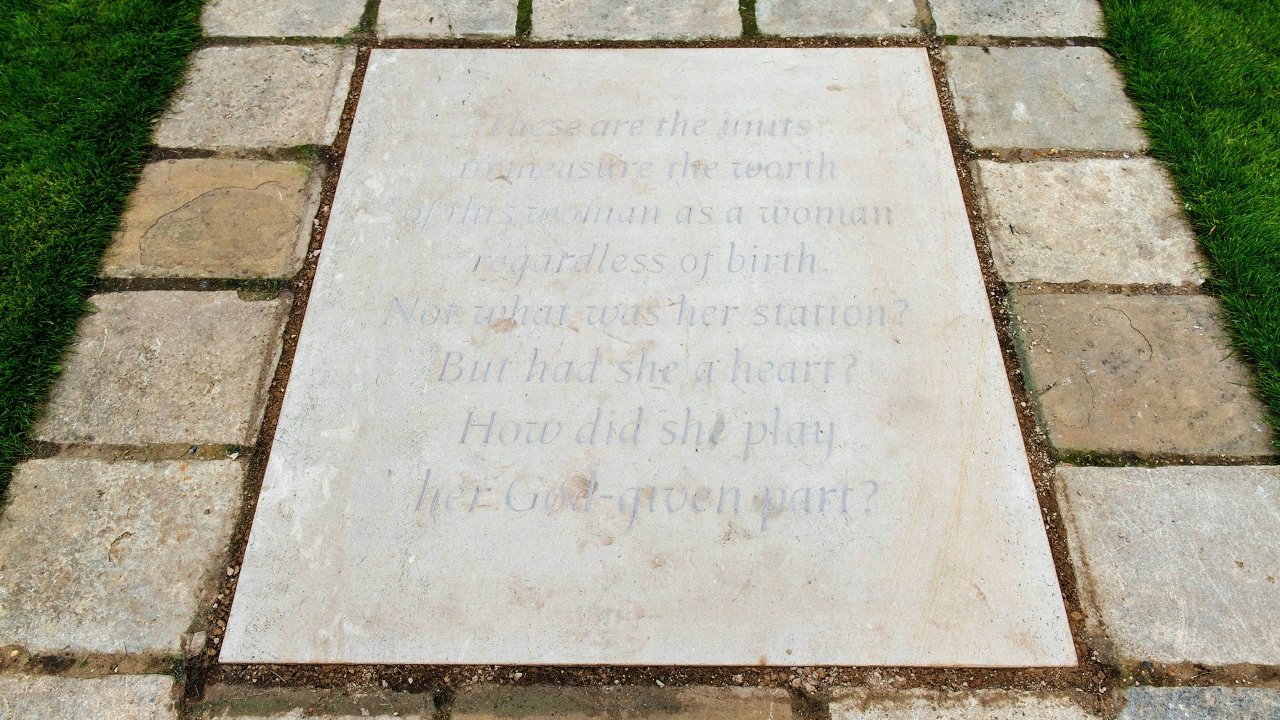 These are the units
to measure the worth
of this woman as a woman
regardless of birth.
Not what was her station?
But had she a heart?
How did she play
her God-given part?